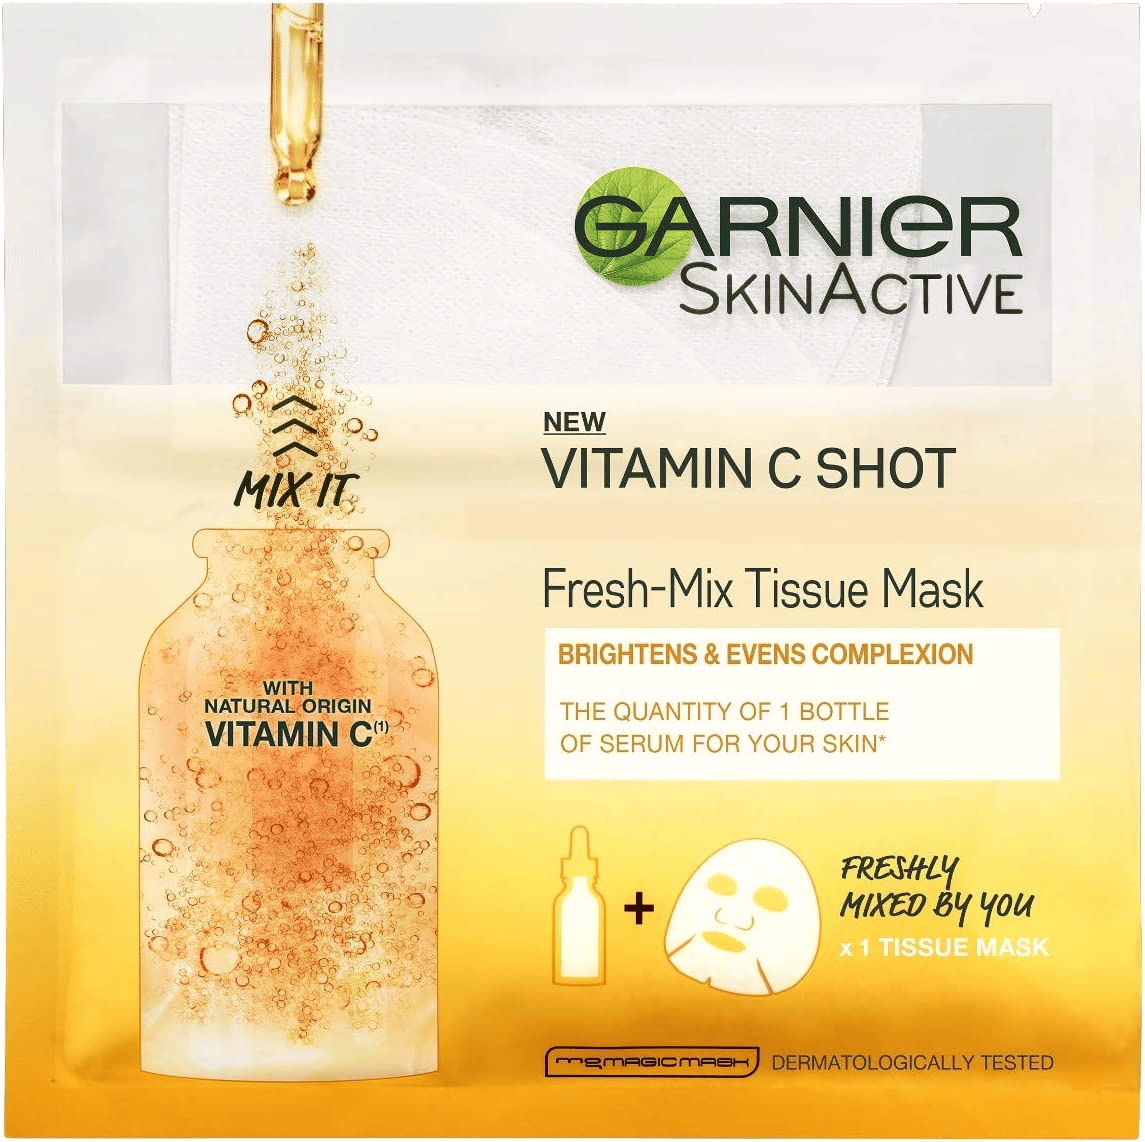 GARNIER
SKINACTIVE
NEW
VITAMIN C SHOT
MIX IT
Fresh-Mix Tissue Mask
BRIGHTENS & EVENS COMPLEXION
THE QUANTITY OF 1 BOTTLE
OF SERUM FOR YOUR SKIN*
WITH
NATURAL ORIGIN
VITAMIN C(1)
FRESHLY
MIXED BY YOU
x 1 TISSUE MASK
MAGIC MASK
DERMATOLOGICALLY TESTED